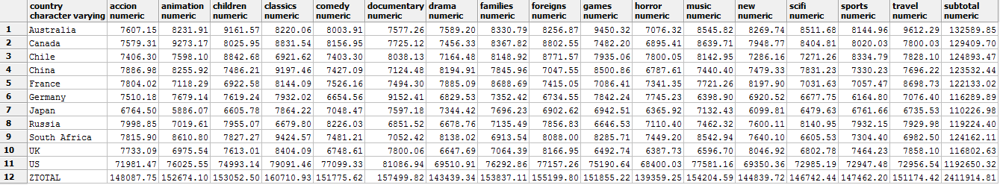 country accion animation children classics comedy documentary drama families foreigns games horror music new scifi sports travel subtotal
character varying numeric numeric numeric numeric numeric numeric numeric numeric numeric numeric numeric numeric numeric numeric numeric numeric numeric
1 Australia 7607.15 8231.91 9161.57 8220.06 8003.91 7577.26 7589.20 8330.79 8256.87 9450.32 7076.32 8545.82 8269.74 8511.68 8144.96 9612.29 132589.85
2 Canada 7579.31 9273.17 8025.95 8831.54 8156.95 7725.12 7456.33 8367.82 8802.55 7482.20 6895.41 8639.71 7948.77 8404.81 8020.03 7800.03 129409.70
3 Chile 7406.30 7598.10 8842.68 6921.62 7403.30 8038.13 7164.48 8148.92 8771.57 7935.06 7800.05 8142.95 7286.16 7271.26 8334.79 7828.10 124893.47
4 China 7886.98 8255.92 7486.21 9197.46 7427.09 7124.48 8194.91 7845.96 7047.55 8500.86 6787.61 7440.40 7479.33 7831.23 7330.23 7696.22 123532.44
5 France 7804.02 7118.29 6922.58 8144.09 7526.16 7494.30 7885.09 8688.69 7415.05 7086.41 7341.35 7721.26 8197.90 7031.63 7057.47 8698.73 122133.02
6 Germany 7510.18 7679.14 7619.24 7932.02 6654.56 9152.41 6829.53 7352.42 6734.55 7842.24 7745.23 6398.90 6920.52 6677.75 6164.80 7076.40 116289.89
7 Japan 6764.50 5886.07 6605.78 7864.22 7048.47 7597.18 7344.42 7696.23 6902.62 6942.51 6365.92 7132.43 6099.81 6479.63 6761.66 6735.53 110226.98
8 Russia 7998.85 7019.61 7955.07 6679.80 8226.03 6851.52 6678.76 7135.49 7856.83 6646.53 7110.40 7462.32 7600.11 8140.95 7932.15 7929.98 119224.40
9 South Africa 7815.90 8610.80 7827.27 9424.57 7481.21 7052.42 8138.02 6913.54 8088.00 8285.71 7449.20 8542.94 7640.10 6605.53 7304.40 6982.50 124162.11
10 UK 7733.09 6975.54 7613.01 8404.09 6748.61 7800.06 6647.69 7064.39 8166.95 6492.74 6387.73 6596.70 8046.92 6802.78 7464.23 7858.10 116802.63
11 US 71981.47 76025.55 74993.14 79091.46 77099.33 81086.94 69510.91 76292.86 77157.26 75190.64 68400.03 77581.16 69350.36 72985.19 72947.48 72956.54 1192650.32
12 ZTOTAL 148087.75 152674.10 153052.50 160710.93 151775.62 157499.82 143439.34 153837.11 155199.80 151855.22 139359.25 154204.59 144839.72 146742.44 147462.20 151174.42 2411914.81